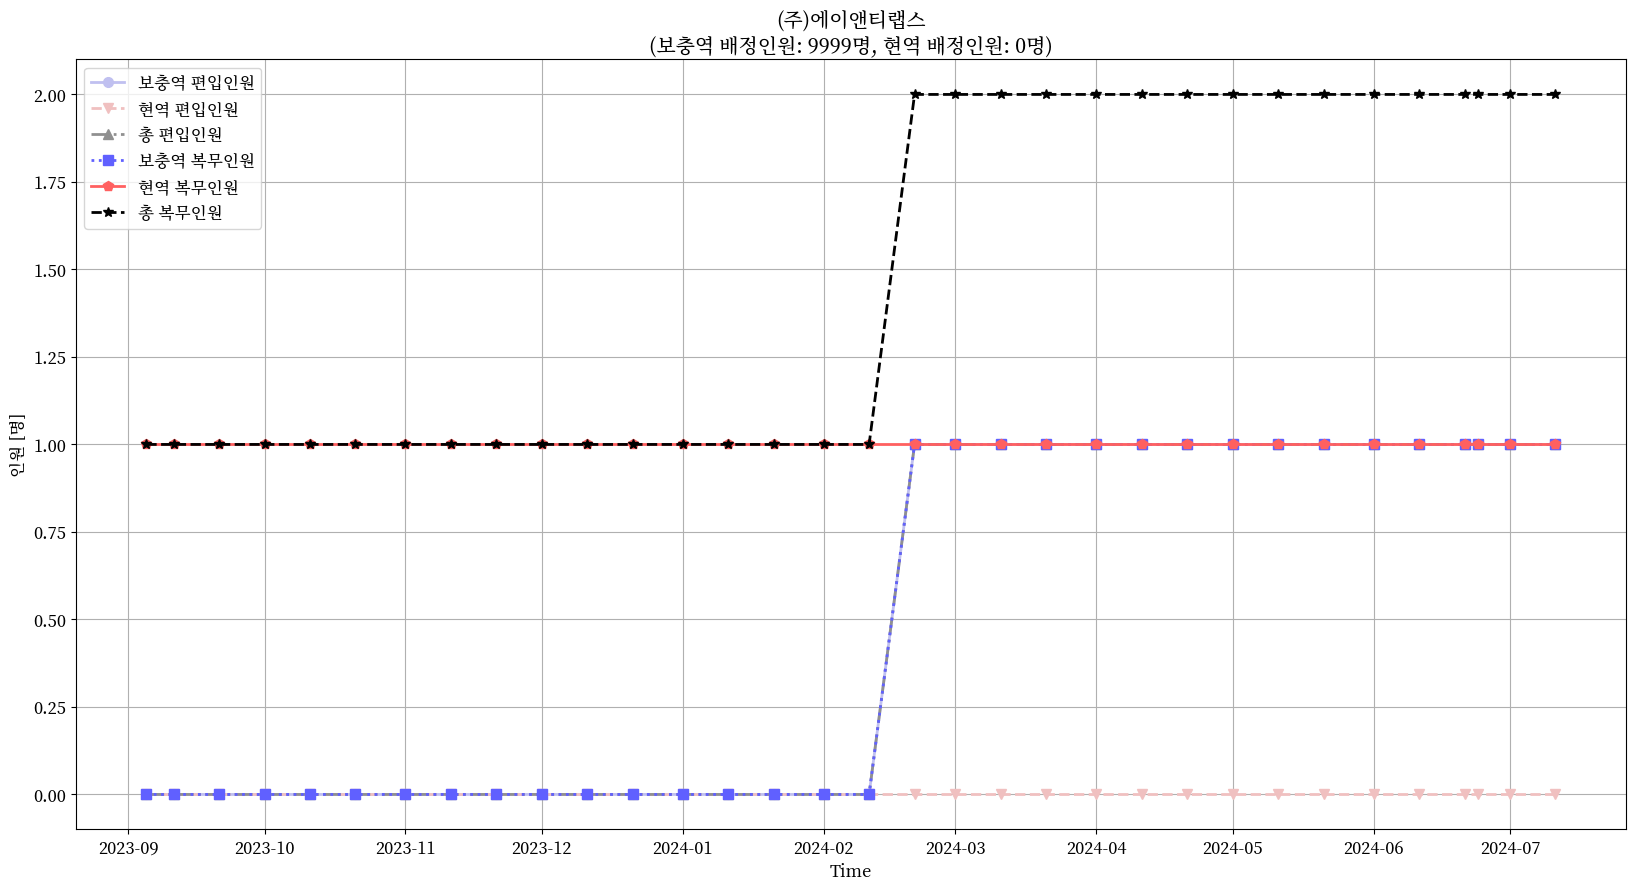 (주)에이앤티랩스
(보충역 배정인원: 9999명, 현역 배정인원: 0명)
보충역 편입인원
현역 편입인원
총 편입인원
보충역 복무인원
현역 복무인원
총 복무인원
인원 [명]
2.00
1.75
1.50
1.25
1.00
0.75
0.50
0.25
0.00
2023-09 2023-10 2023-11 2023-12 2024-01 2024-02 2024-03 2024-04 2024-05 2024-06 2024-07
Time